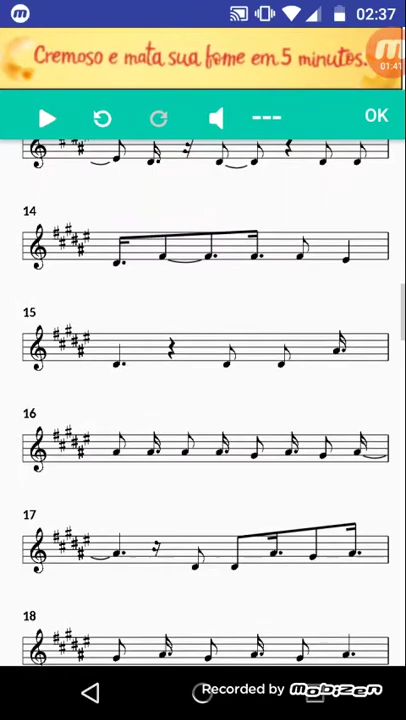 02:37
Cremoso e mata sua fome em 5 minutos.
01:41
--- OK
14
15
16
17
18
Recorded by mobizen